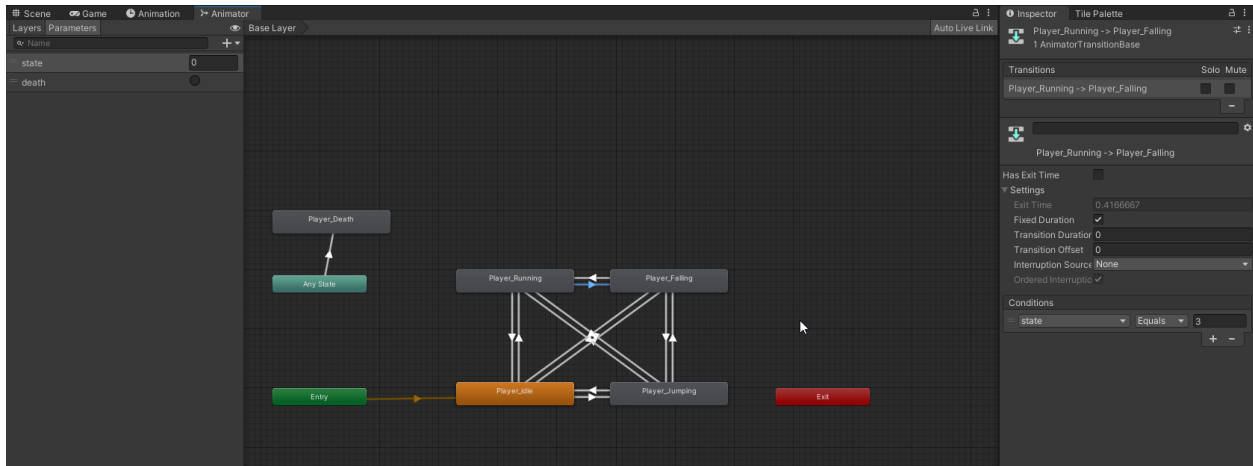 Scene Game Animation Animator
Layers Parameters Base Layer Auto Live Link
Name
state 0
death
Player_Death
Any State
Player_Running Player_Falling
Player_Idle Player_Jumping
Entry Exit
Inspector Tile Palette
Player_Running -> Player_Falling
1 AnimatorTransitionBase
Transitions Solo Mute
Player_Running -> Player_Falling
Player_Running -> Player_Falling
Has Exit Time
Settings
Exit Time 0.4166667
Fixed Duration
Transition Duration 0
Transition Offset 0
Interruption Source None
Ordered Interruptic
Conditions
state Equals 3